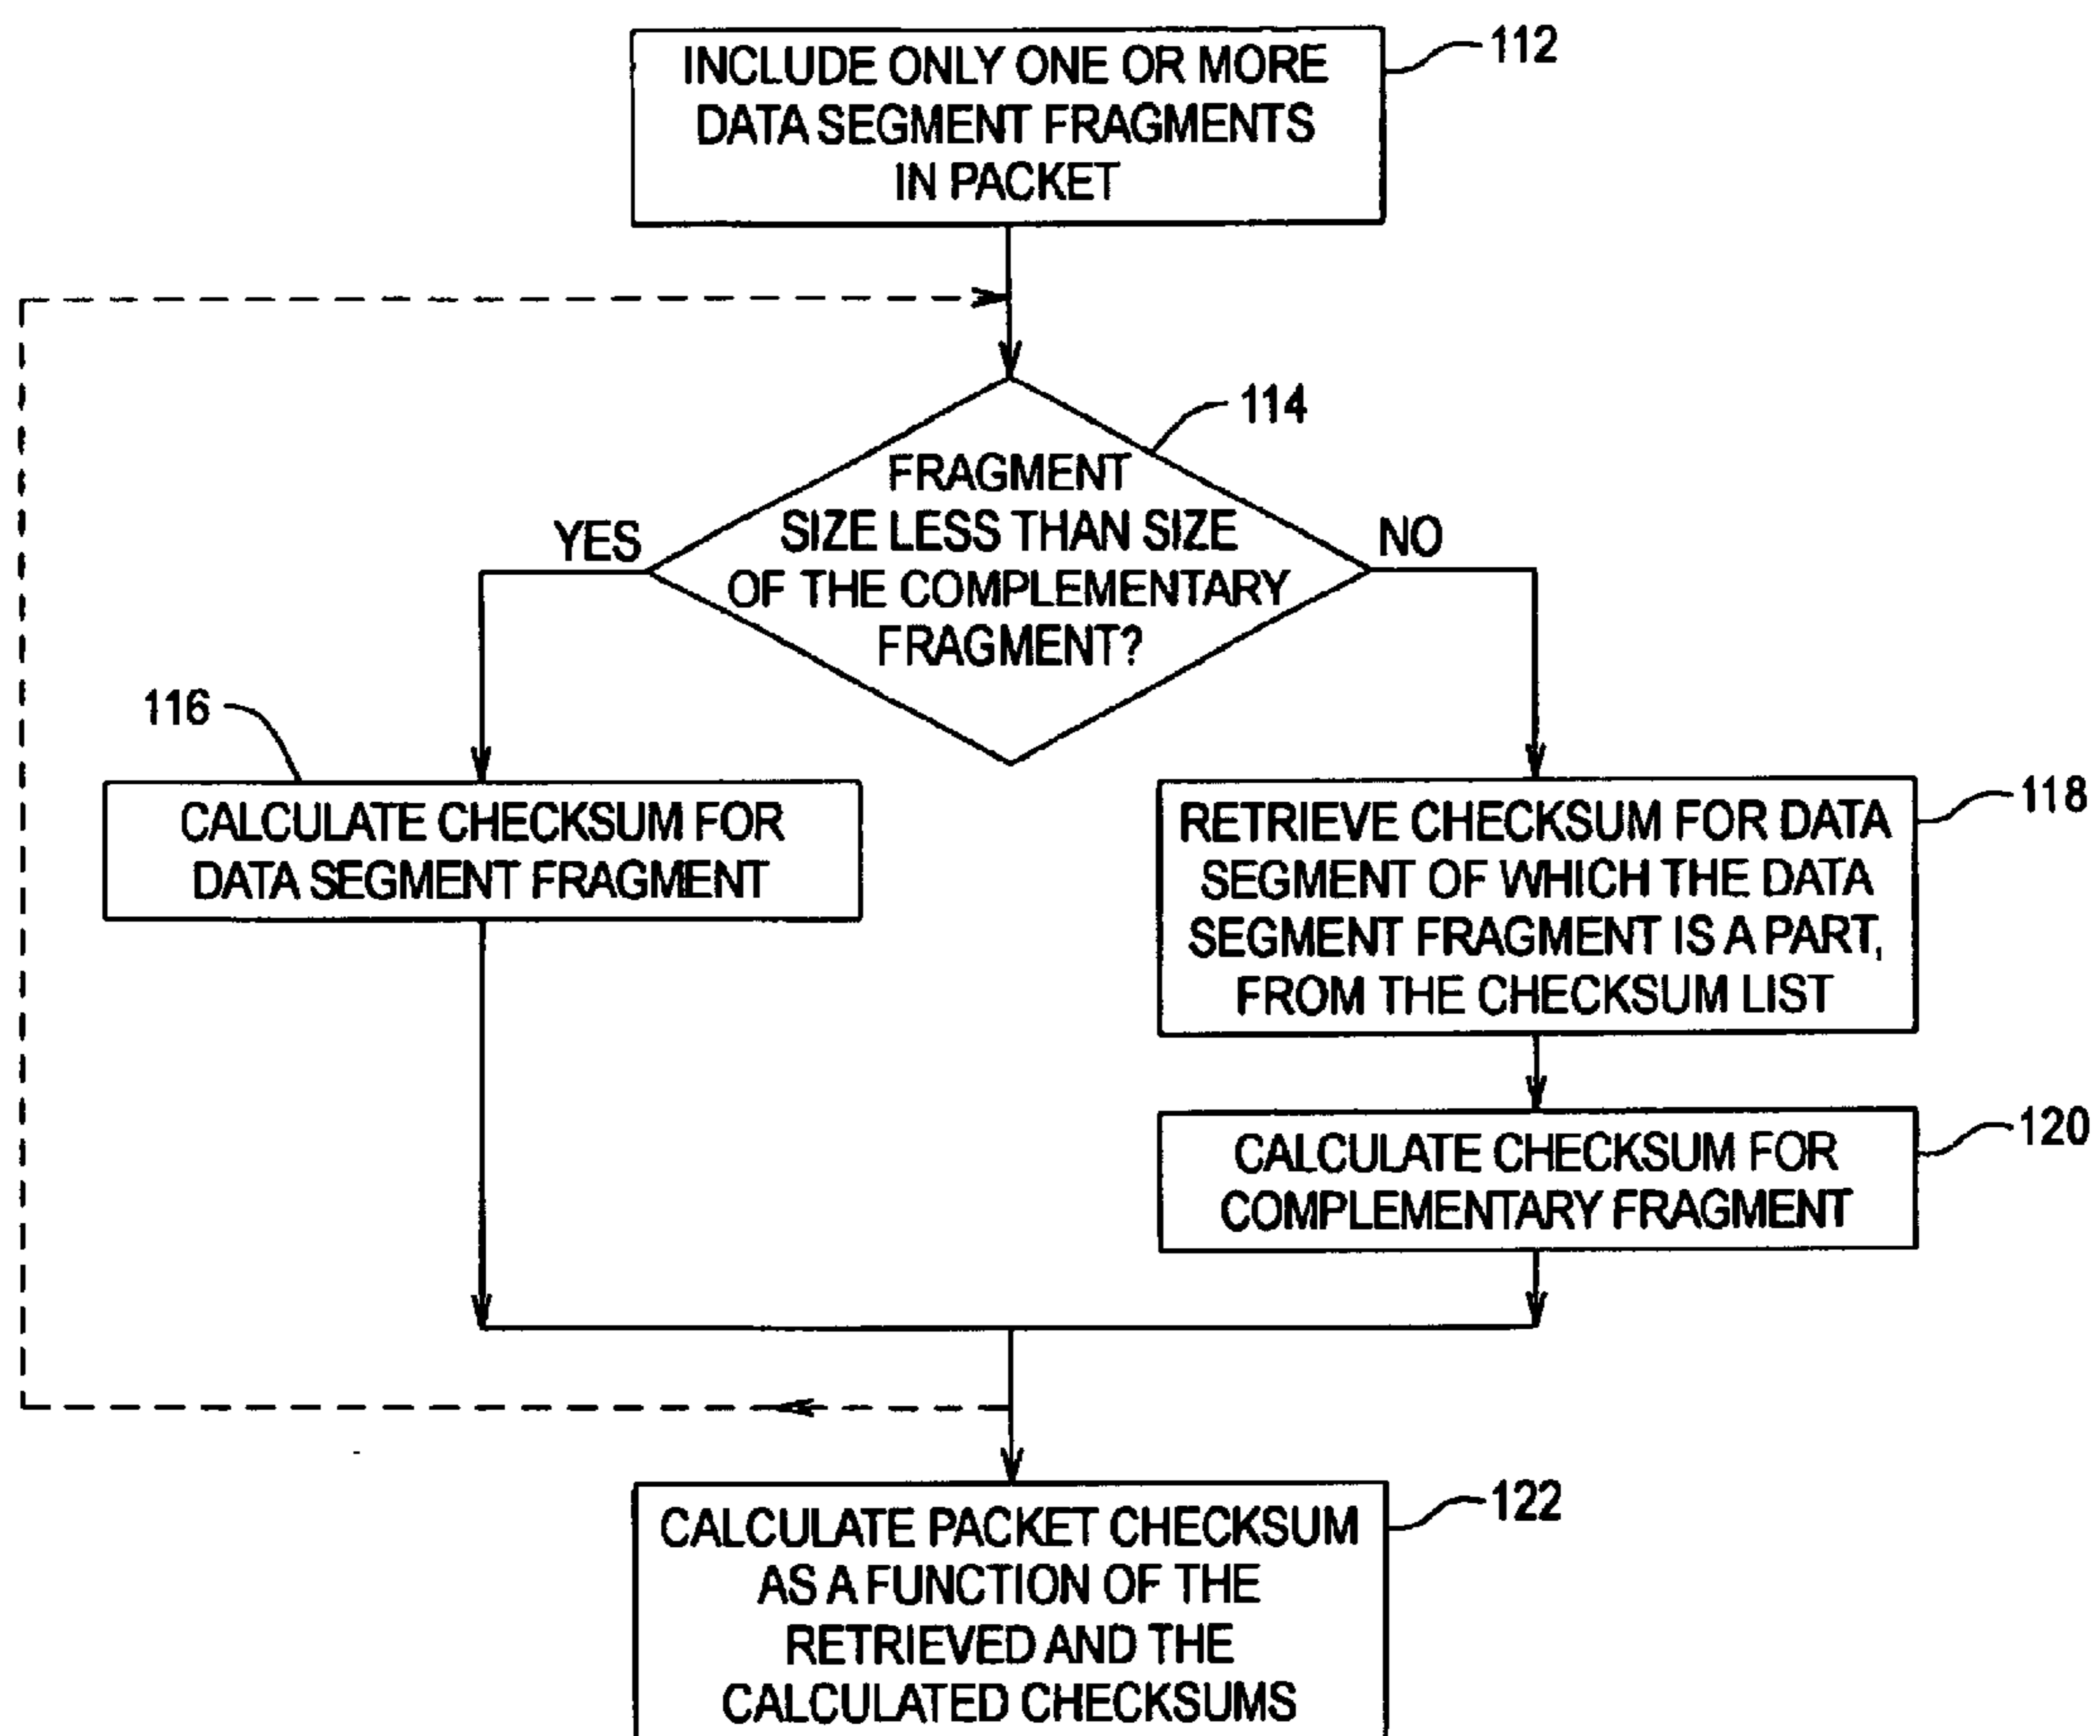 INCLUDE ONLY ONE OR MORE
DATA SEGMENT FRAGMENTS
IN PACKET
112
114
FRAGMENT
SIZE LESS THAN SIZE
OF THE COMPLEMENTARY
FRAGMENT?
YES
NO
116
CALCULATE CHECKSUM FOR
DATA SEGMENT FRAGMENT
118
RETRIEVE CHECKSUM FOR DATA
SEGMENT OF WHICH THE DATA
SEGMENT FRAGMENT IS A PART,
FROM THE CHECKSUM LIST
120
CALCULATE CHECKSUM FOR
COMPLEMENTARY FRAGMENT
122
CALCULATE PACKET CHECKSUM
AS A FUNCTION OF THE
RETRIEVED AND THE
CALCULATED CHECKSUMS